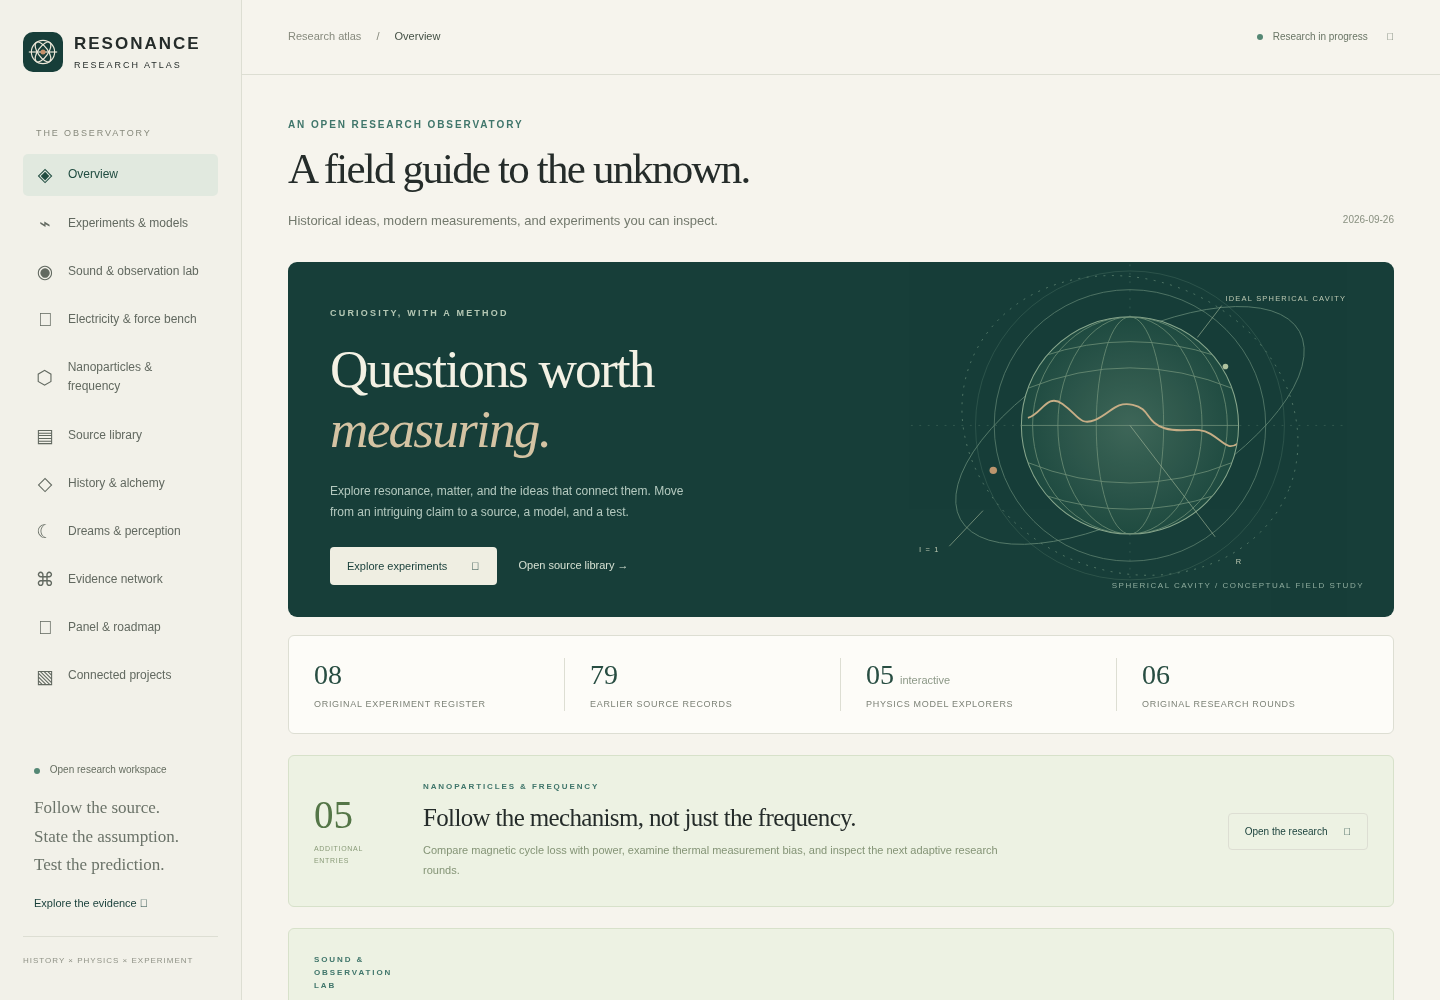 RESONANCE
RESEARCH ATLAS
THE OBSERVATORY
Overview
Experiments & models
Sound & observation lab
Electricity & force bench
Nanoparticles &
frequency
Source library
History & alchemy
Dreams & perception
Evidence network
Panel & roadmap
Connected projects
Open research workspace
Follow the source.
State the assumption.
Test the prediction.
Explore the evidence
HISTORY × PHYSICS × EXPERIMENT
Research atlas / Overview
Research in progress
AN OPEN RESEARCH OBSERVATORY
A field guide to the unknown.
Historical ideas, modern measurements, and experiments you can inspect.
2026-09-26
CURIOSITY, WITH A METHOD
Questions worth
measuring.
Explore resonance, matter, and the ideas that connect them. Move
from an intriguing claim to a source, a model, and a test.
Explore experiments
Open source library →
IDEAL SPHERICAL CAVITY
l = 1
R
SPHERICAL CAVITY / CONCEPTUAL FIELD STUDY
08
ORIGINAL EXPERIMENT REGISTER
79
EARLIER SOURCE RECORDS
05 interactive
PHYSICS MODEL EXPLORERS
06
ORIGINAL RESEARCH ROUNDS
05
ADDITIONAL
ENTRIES
NANOPARTICLES & FREQUENCY
Follow the mechanism, not just the frequency.
Compare magnetic cycle loss with power, examine thermal measurement bias, and inspect the next adaptive research
rounds.
Open the research
SOUND &
OBSERVATION
LAB